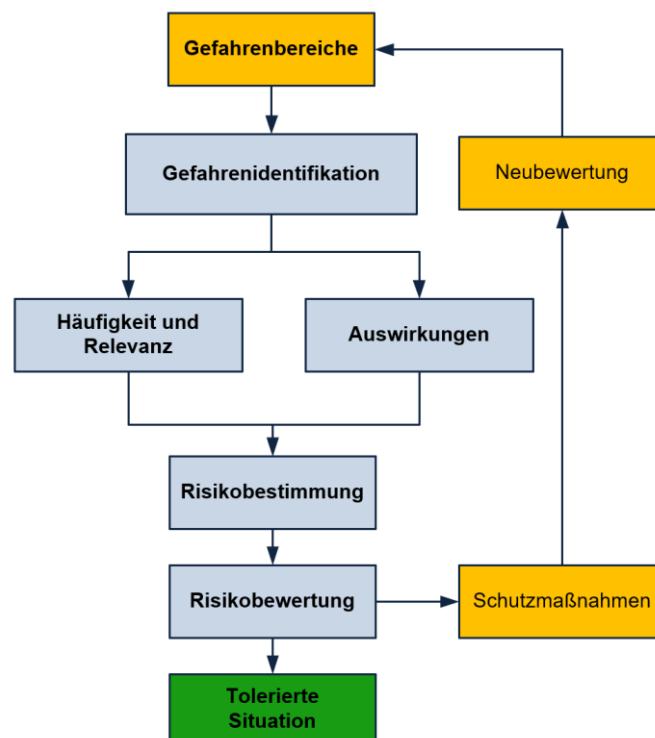 Gefahrenbereiche
Gefahrenidentifikation
Neubewertung
Häufigkeit und
Relevanz
Auswirkungen
Risikobestimmung
Risikobewertung
Schutzmaßnahmen
Tolerierte
Situation